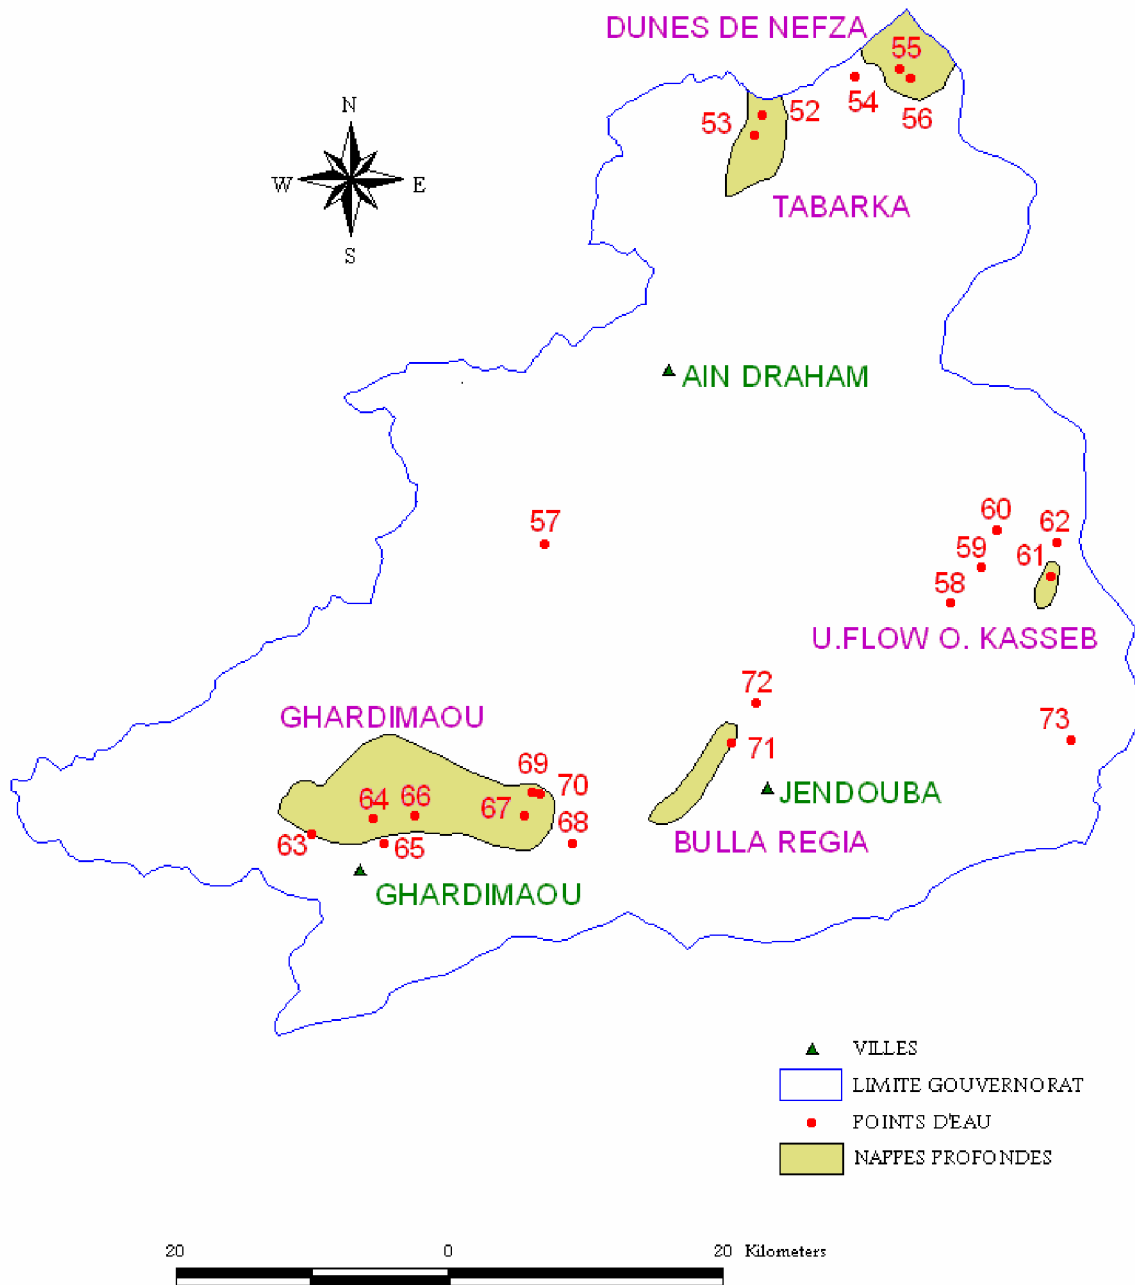 DUNES DE NEFZA
55
54
56
53
52
TABARKA
N
W
E
S
AIN DRAHAM
57
60
62
59
61
58
U.FLOW O. KASSEB
72
73
71
GHARDIMAOU
69
70
64
66
67
68
63
65
JENDOUBA
BULLA REGIA
GHARDIMAOU
VILLES
LIMITE GOUVERNORAT
POINTS D'EAU
NAPPES PROFONDES
20 0 20 Kilometers